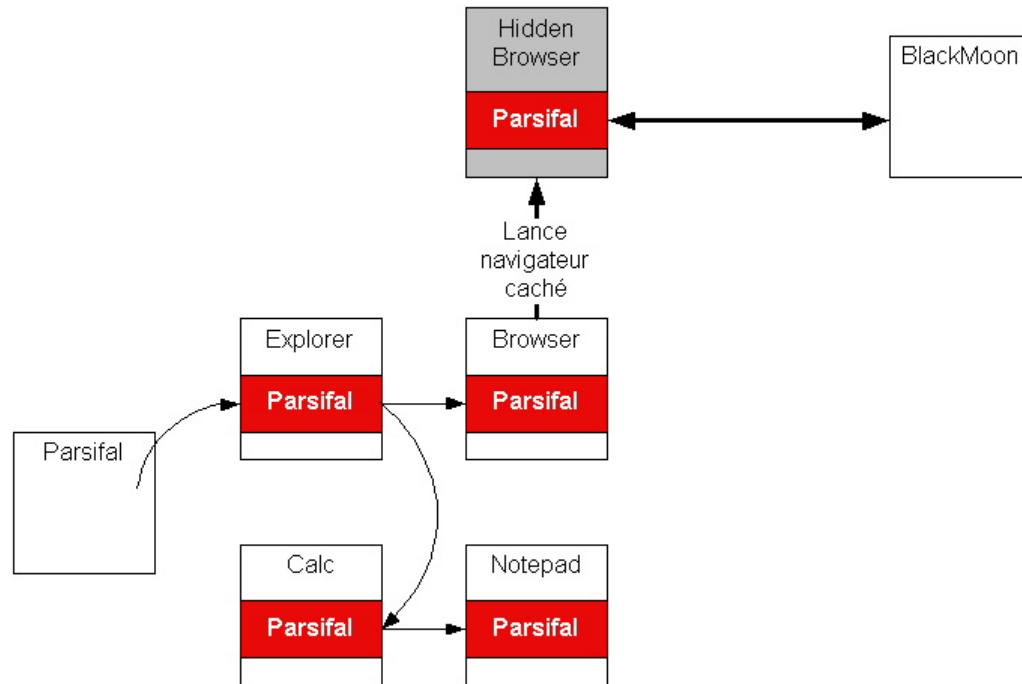 Hidden
Browser
Parsifal
BlackMoon
Lance
navigateur
caché
Explorer
Parsifal
Browser
Parsifal
Parsifal
Calc
Parsifal
Notepad
Parsifal